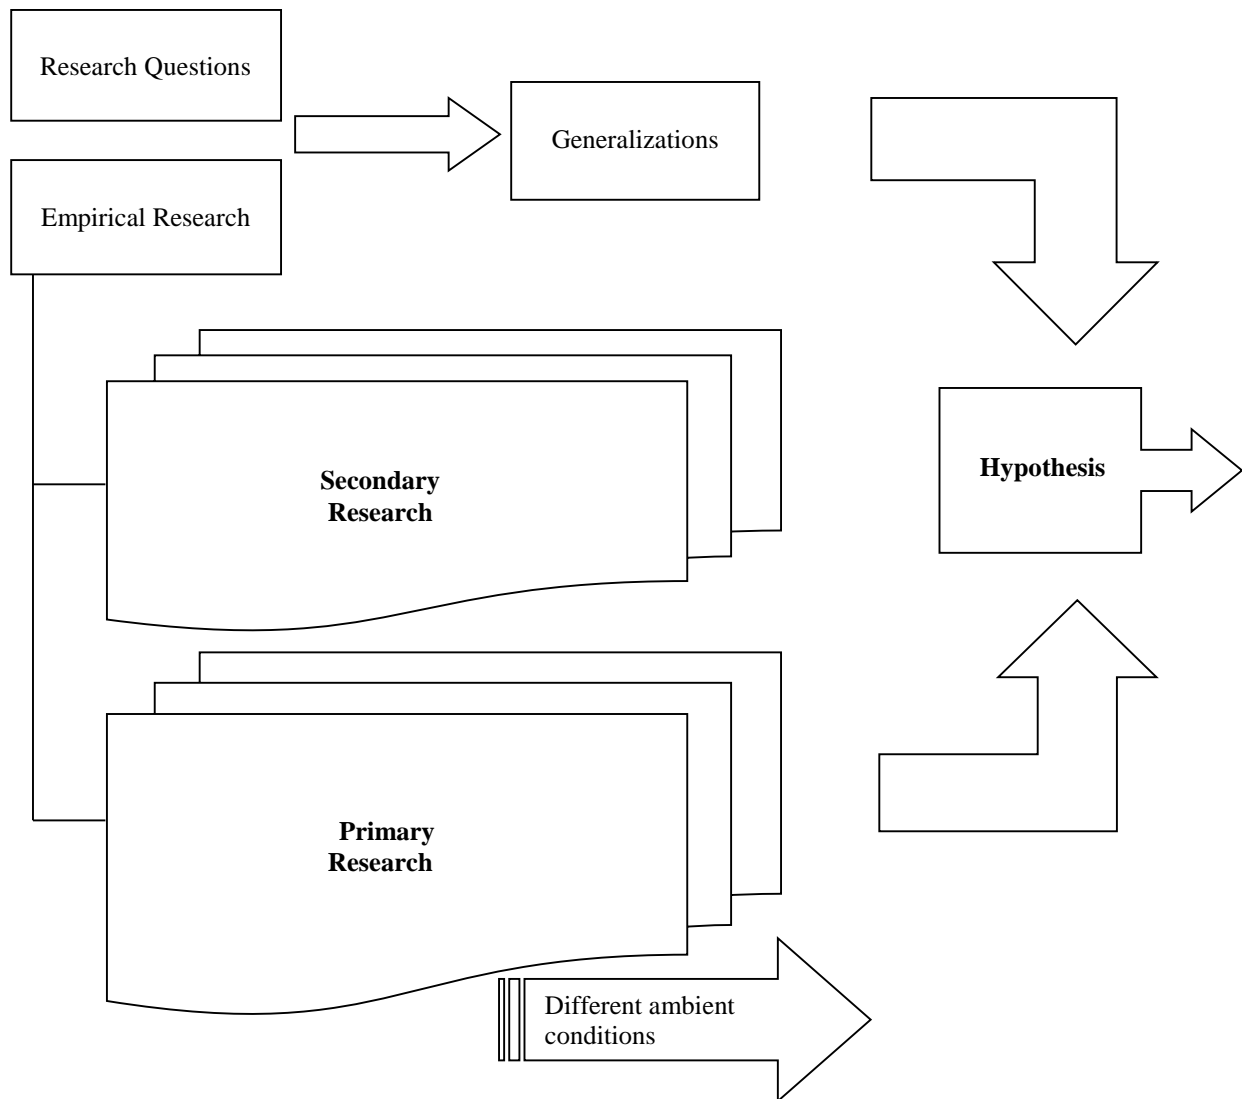 Research Questions
Generalizations
Empirical Research
Secondary
Research
Hypothesis
Primary
Research
Different ambient
conditions